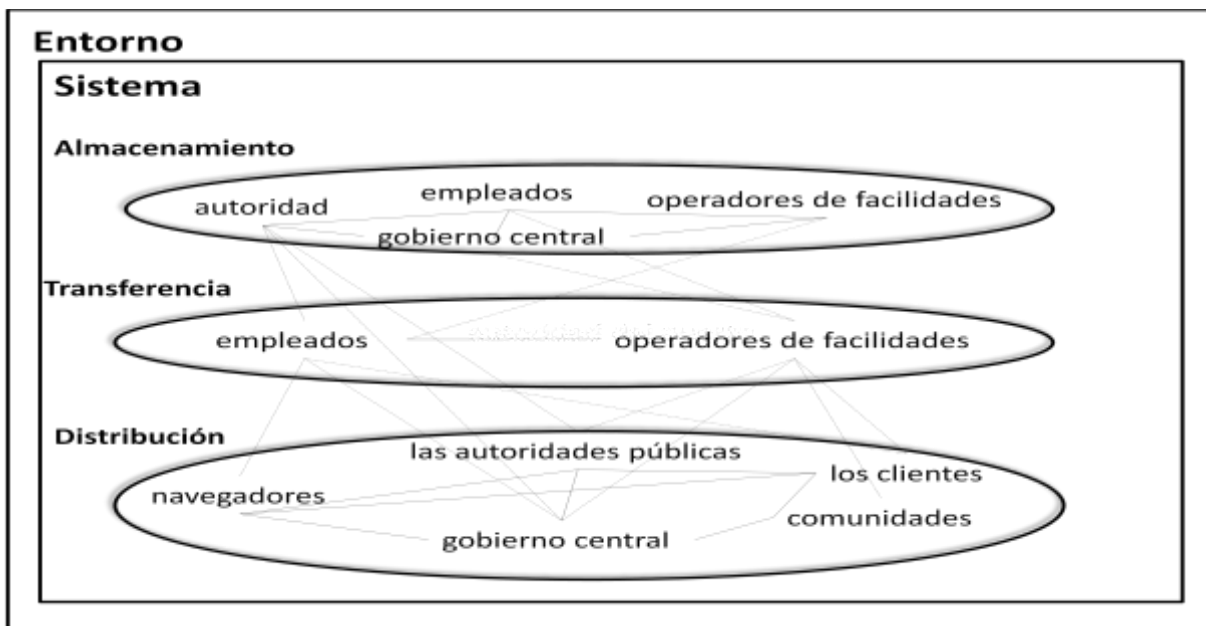 Entorno
Sistema
Almacenamiento
empleados
autoridad
operadores de facilidades
gobierno central
Transferencia
empleados
operadores de facilidades
Distribución
las autoridades públicas
los clientes
navegadores
comunidades
gobierno central